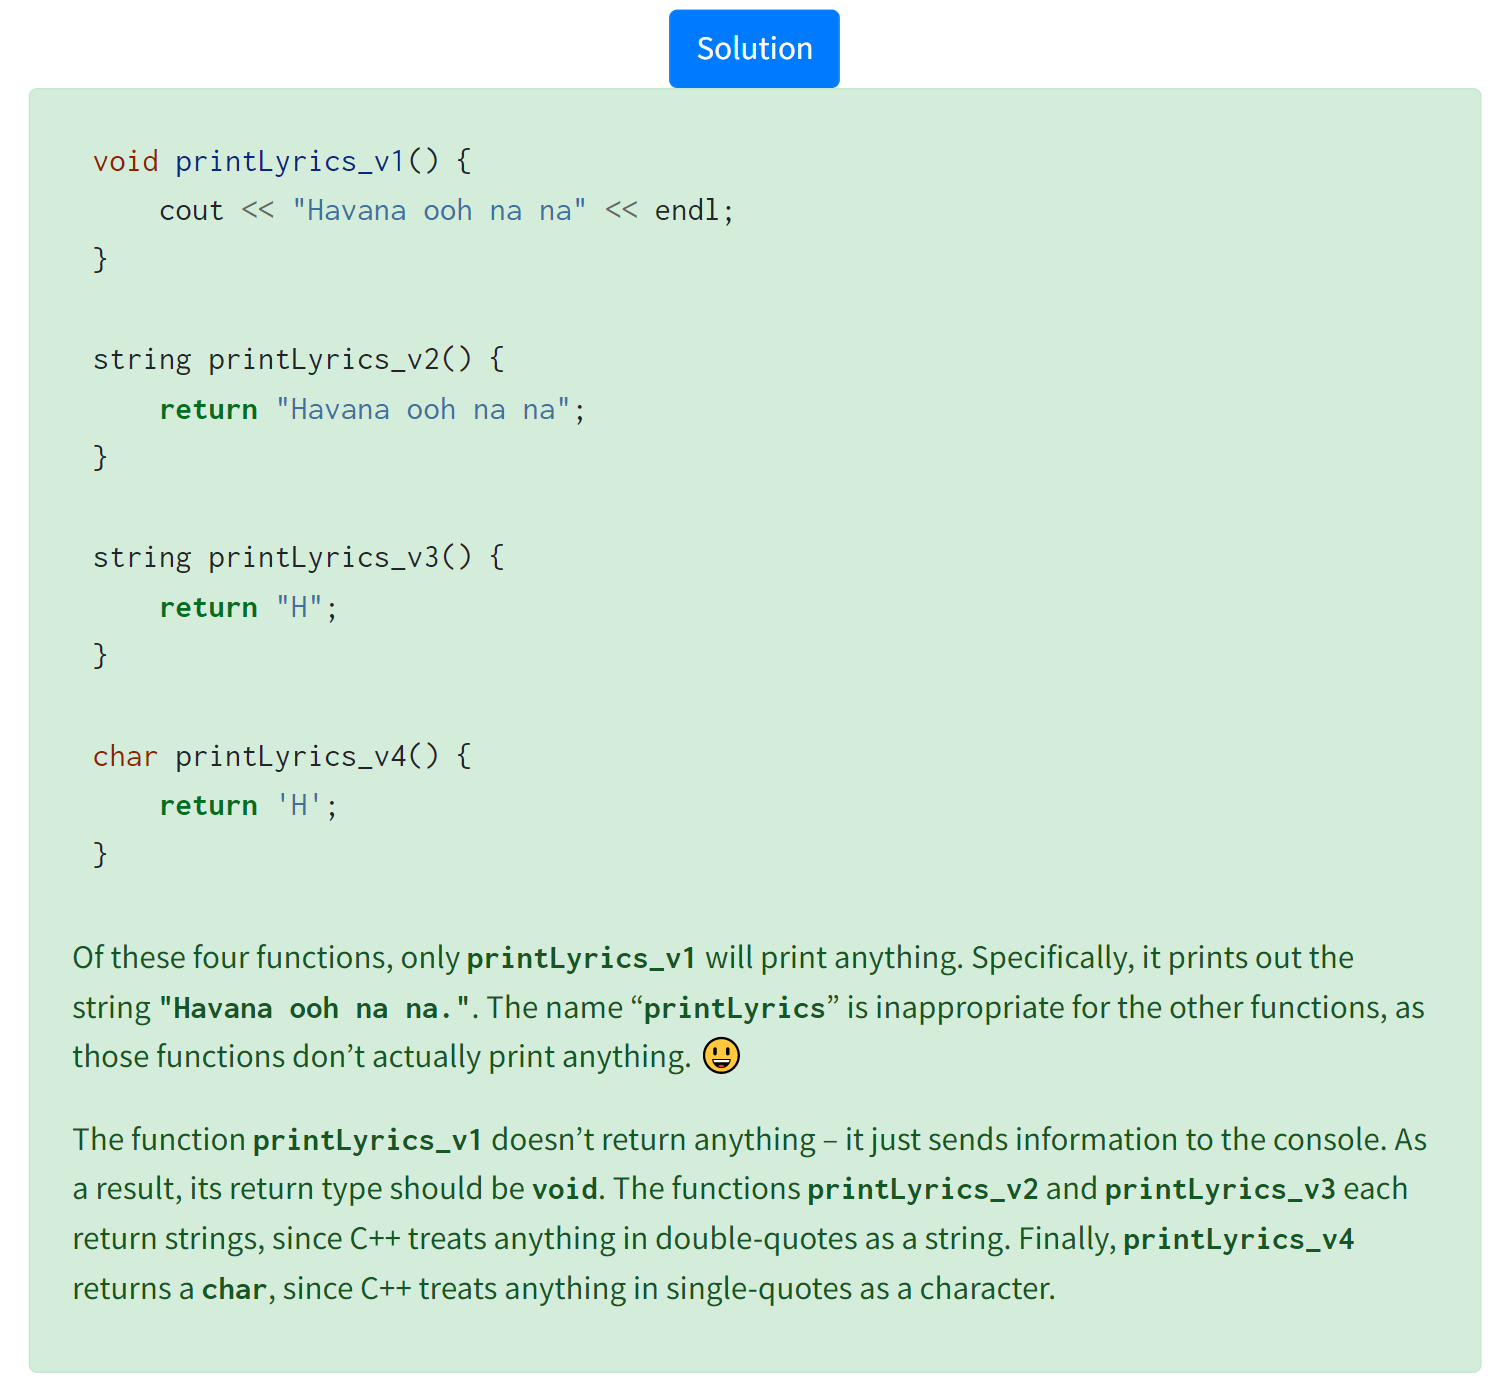 Solution
void printLyrics_v1() {
    cout << "Havana ooh na na" << endl;
}
string printLyrics_v2() {
    return "Havana ooh na na";
}
string printLyrics_v3() {
    return "H";
}
char printLyrics_v4() {
    return 'H';
}
Of these four functions, only printLyrics_v1 will print anything. Specifically, it prints out the
string "Havana ooh na na.". The name “printLyrics” is inappropriate for the other functions, as
those functions don’t actually print anything. 😃
The function printLyrics_v1 doesn’t return anything – it just sends information to the console. As
a result, its return type should be void. The functions printLyrics_v2 and printLyrics_v3 each
return strings, since C++ treats anything in double-quotes as a string. Finally, printLyrics_v4
returns a char, since C++ treats anything in single-quotes as a character.